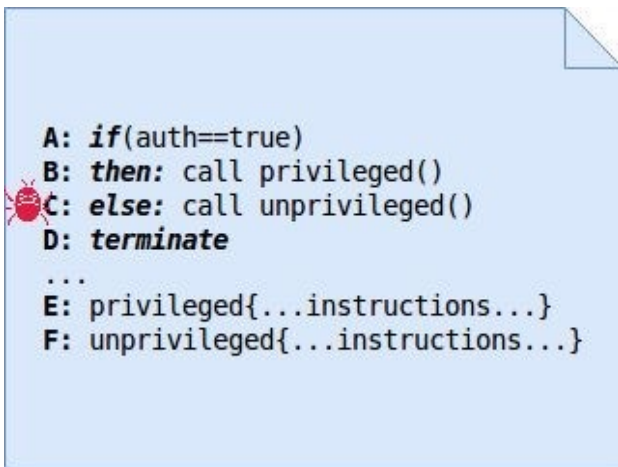 A: if(auth==true)
B: then: call privileged()
C: else: call unprivileged()
D: terminate
...
E: privileged{...instructions...}
F: unprivileged{...instructions...}